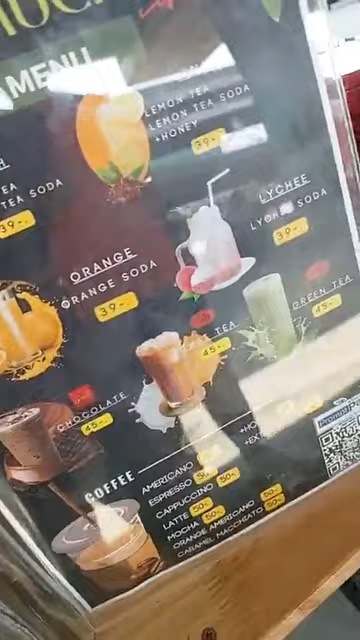 MENU
LEMON TEA
LEMON TEA SODA
+HONEY
39.-
TEA
TEA SODA
39.-
LYCHEE
LYCHEE SODA
39.-
ORANGE
ORANGE SODA
39.-
GREEN TEA
45.-
TEA
45.-
CHOCOLATE
45.-
COFFEE
AMERICANO
ESPRESSO
CAPPUCCINO 50.-
LATTE 50.-
MOCHA 50.-
ORANGE AMERICANO 50.-
CARAMEL MACCHIATO 50.-